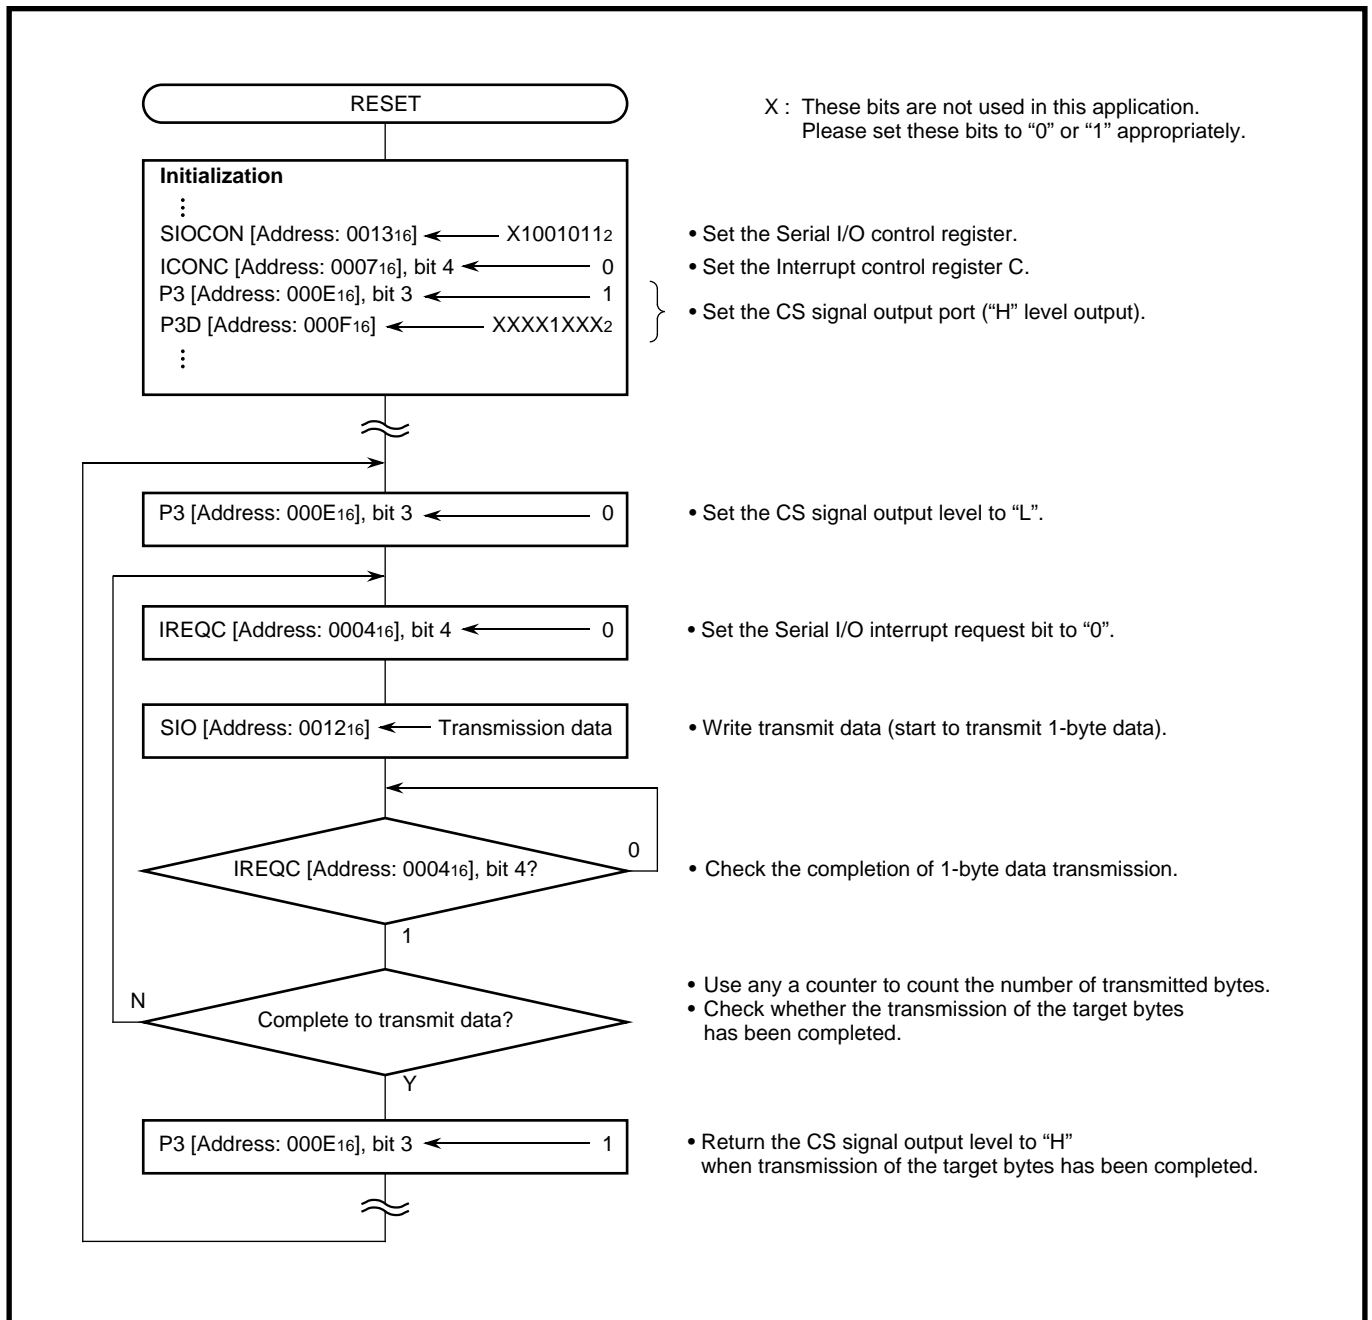 RESET
X : These bits are not used in this application.
Please set these bits to “0” or “1” appropriately.
Initialization
SIOCON [Address: 001316] X10010112
• Set the Serial I/O control register.
ICONC [Address: 000716], bit 4 0
• Set the Interrupt control register C.
P3 [Address: 000E16], bit 3 1
P3D [Address: 000F16] XXXX1XXX2
• Set the CS signal output port (“H” level output).
P3 [Address: 000E16], bit 3 0
• Set the CS signal output level to “L”.
IREQC [Address: 000416], bit 4 0
• Set the Serial I/O interrupt request bit to “0”.
SIO [Address: 001216] Transmission data
• Write transmit data (start to transmit 1-byte data).
IREQC [Address: 000416], bit 4?
0
• Check the completion of 1-byte data transmission.
1
• Use any a counter to count the number of transmitted bytes.
• Check whether the transmission of the target bytes
has been completed.
N
Complete to transmit data?
Y
P3 [Address: 000E16], bit 3 1
• Return the CS signal output level to “H”
when transmission of the target bytes has been completed.